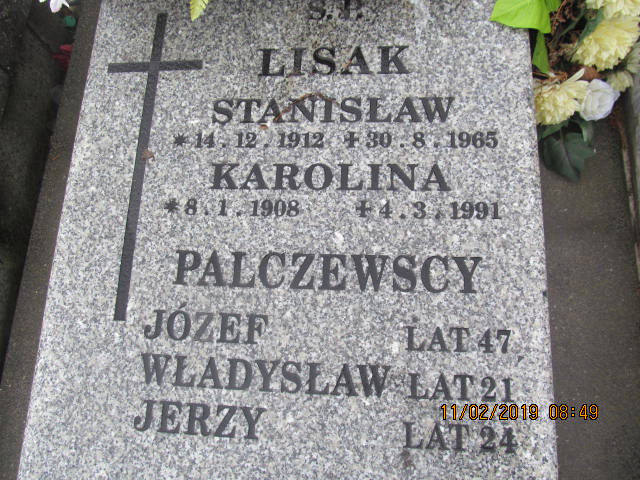 Ś.P.
LISAK
STANISŁAW
*14.12.1912 +30.8.1965
KAROLINA
*8.1.1908 +4.3.1991
PALCZEWSCY
JÓZEF LAT 47
WŁADYSŁAW LAT 21
JERZY LAT 24
11/02/2019 08:49